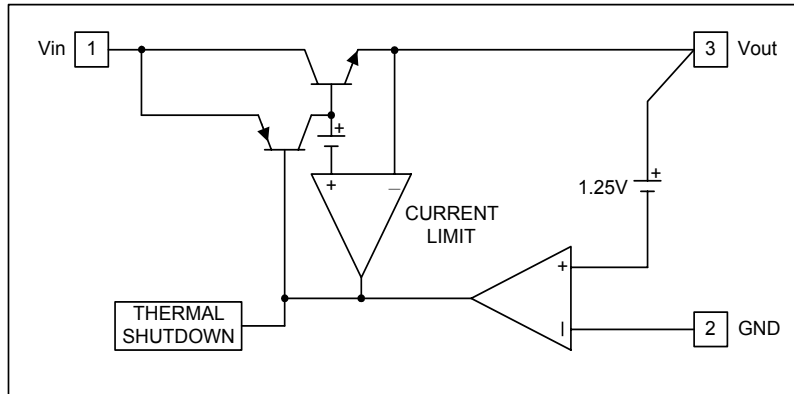 Vin 1
3 Vout
+
+ −
1.25V +
CURRENT
LIMIT
+
THERMAL
SHUTDOWN
−
2 GND